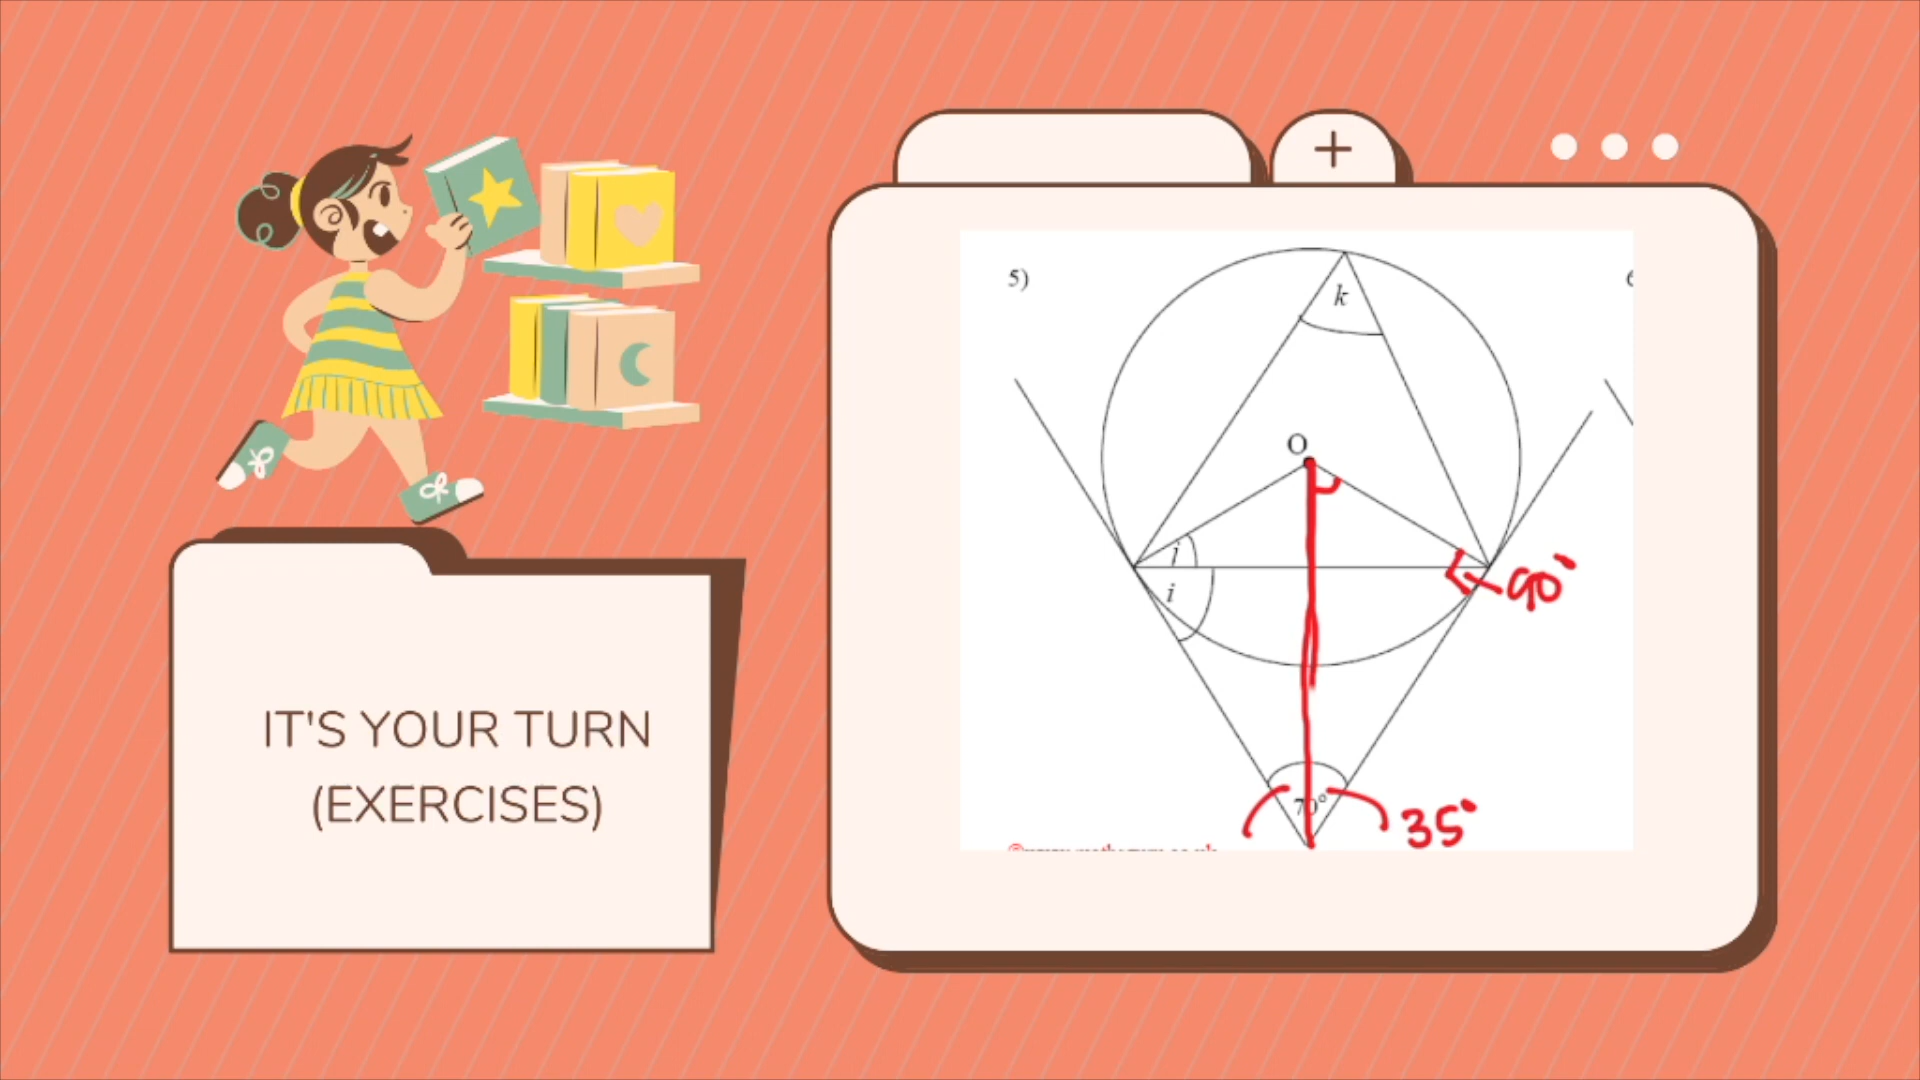 +
5)
k
O
j
i
90°
70°
35°
IT'S YOUR TURN
(EXERCISES)